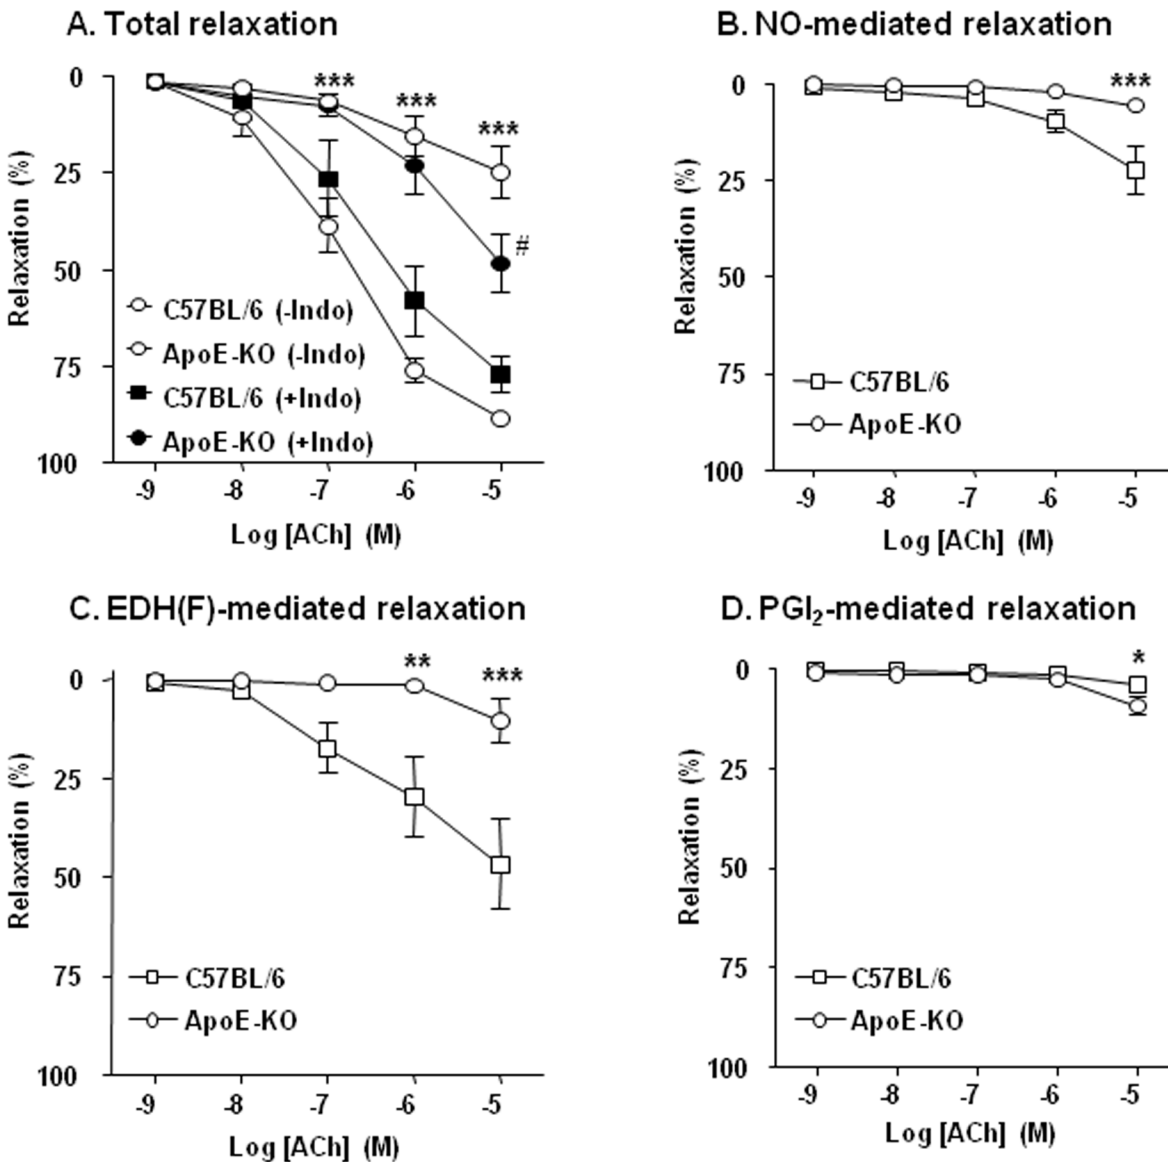 A. Total relaxation
***
***
***
#
0
25
50
75
100
Relaxation (%)
C57BL/6 (-Indo)
ApoE-KO (-Indo)
C57BL/6 (+Indo)
ApoE-KO (+Indo)
-9 -8 -7 -6 -5
Log [ACh] (M)
B. NO-mediated relaxation
***
0
25
50
75
100
Relaxation (%)
C57BL/6
ApoE-KO
-9 -8 -7 -6 -5
Log [ACh] (M)
C. EDH(F)-mediated relaxation
**
***
0
25
50
75
100
Relaxation (%)
C57BL/6
ApoE-KO
-9 -8 -7 -6 -5
Log [ACh] (M)
D. PGI₂-mediated relaxation
*
0
25
50
75
100
Relaxation (%)
C57BL/6
ApoE-KO
-9 -8 -7 -6 -5
Log [ACh] (M)